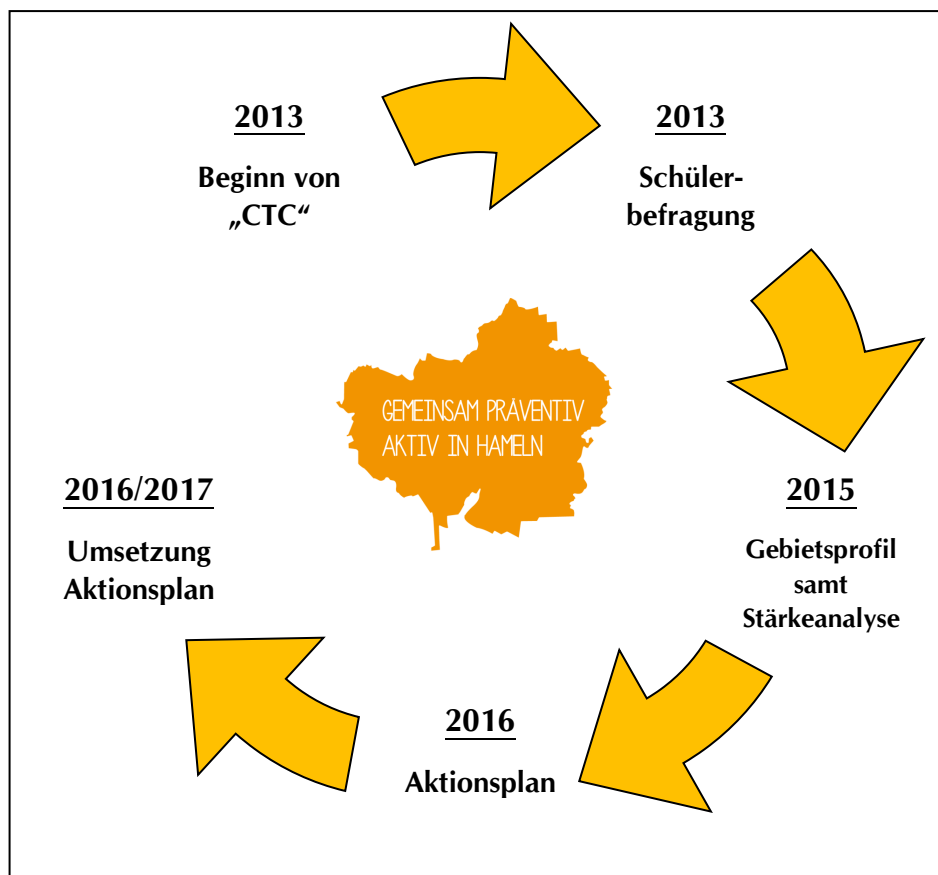 2013
Beginn von
„CTC“
2013
Schüler-
befragung
GEMEINSAM PRÄVENTIV
AKTIV IN HAMELN
2015
Gebietsprofil
samt
Stärkeanalyse
2016
Aktionsplan
2016/2017
Umsetzung
Aktionsplan